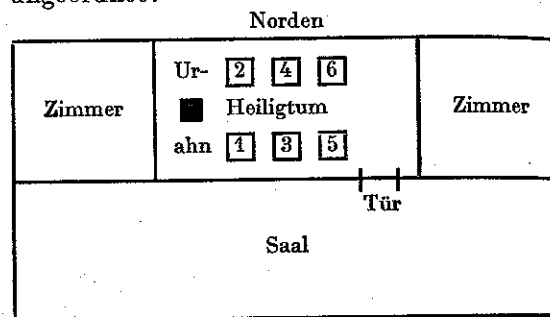 angeordnet:
Norden
Ur- 2 4 6
Zimmer
Heiligtum
Zimmer
ahn 1 3 5
Tür
Saal